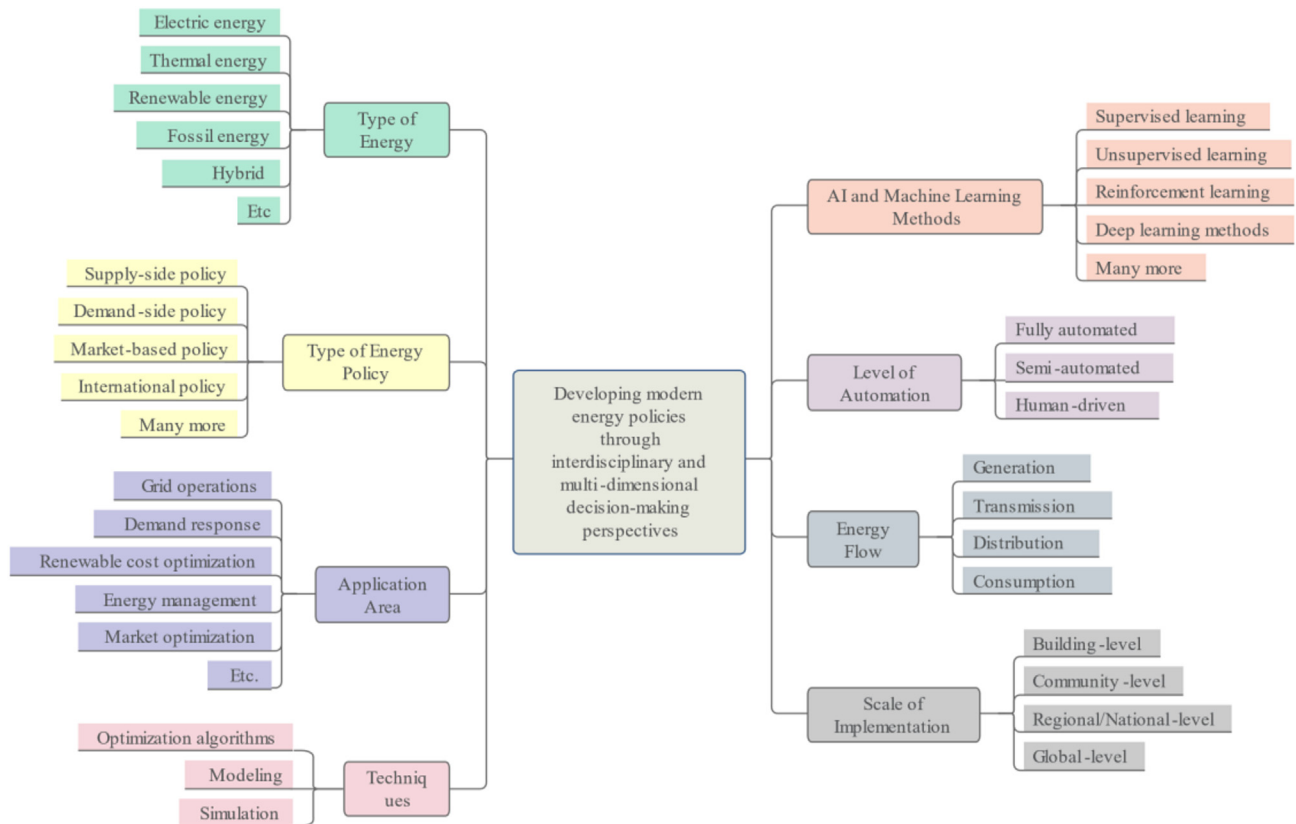 Electric energy
Thermal energy
Renewable energy
Fossil energy
Hybrid
Etc
Type of
Energy
Supply-side policy
Demand-side policy
Market-based policy
International policy
Many more
Type of Energy
Policy
Grid operations
Demand response
Renewable cost optimization
Energy management
Market optimization
Etc.
Application
Area
Optimization algorithms
Modeling
Simulation
Techniq
ues
Developing modern
energy policies
through
interdisciplinary and
multi-dimensional
decision-making
perspectives
AI and Machine Learning
Methods
Supervised learning
Unsupervised learning
Reinforcement learning
Deep learning methods
Many more
Level of
Automation
Fully automated
Semi-automated
Human-driven
Energy
Flow
Generation
Transmission
Distribution
Consumption
Scale of
Implementation
Building-level
Community-level
Regional/National-level
Global-level